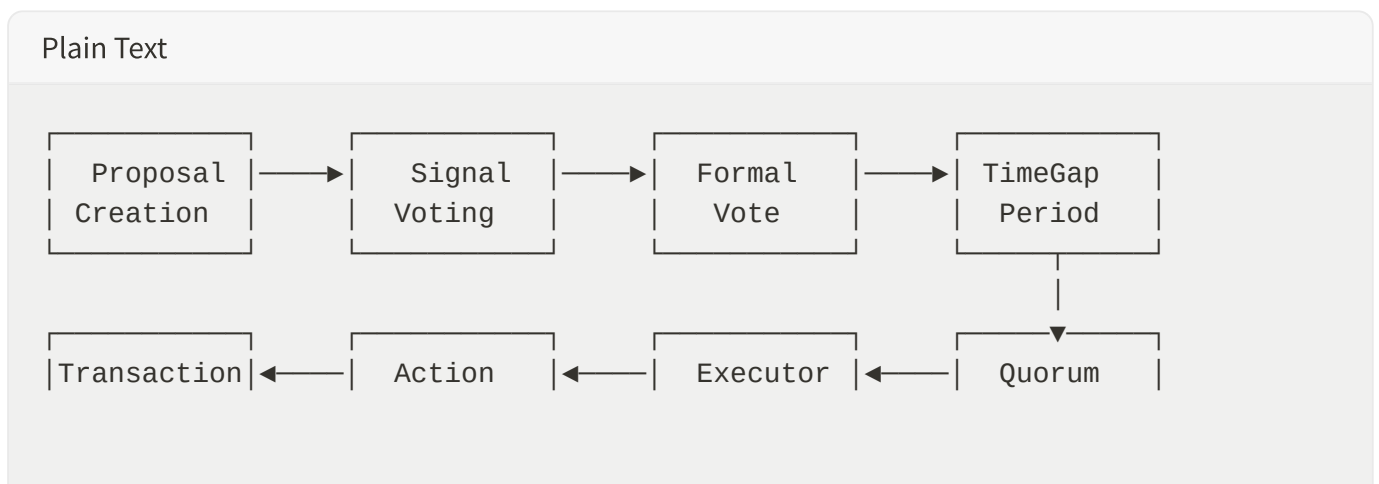 Plain Text
Proposal Signal Formal TimeGap
Creation Voting Vote Period
Transaction Action Executor Quorum